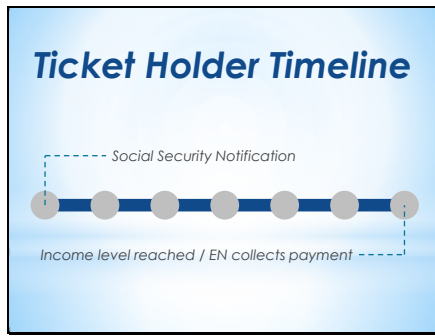 Ticket Holder Timeline
Social Security Notification
Income level reached / EN collects payment